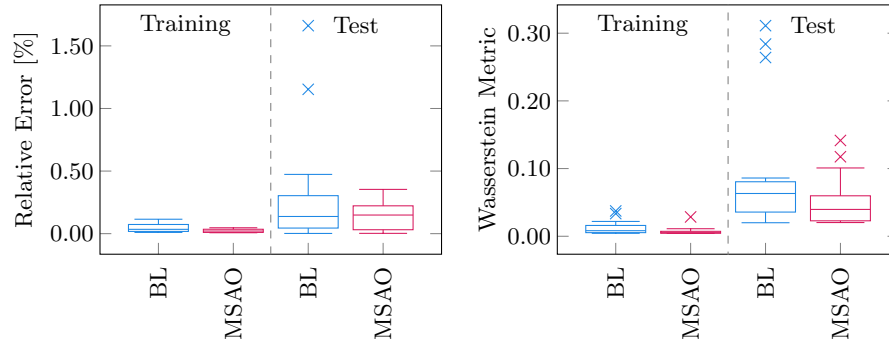 Relative Error [%]
1.50
1.00
0.50
0.00
Training
Test
BL
MSAO
BL
MSAO
Wasserstein Metric
0.30
0.20
0.10
0.00
Training
Test
BL
MSAO
BL
MSAO